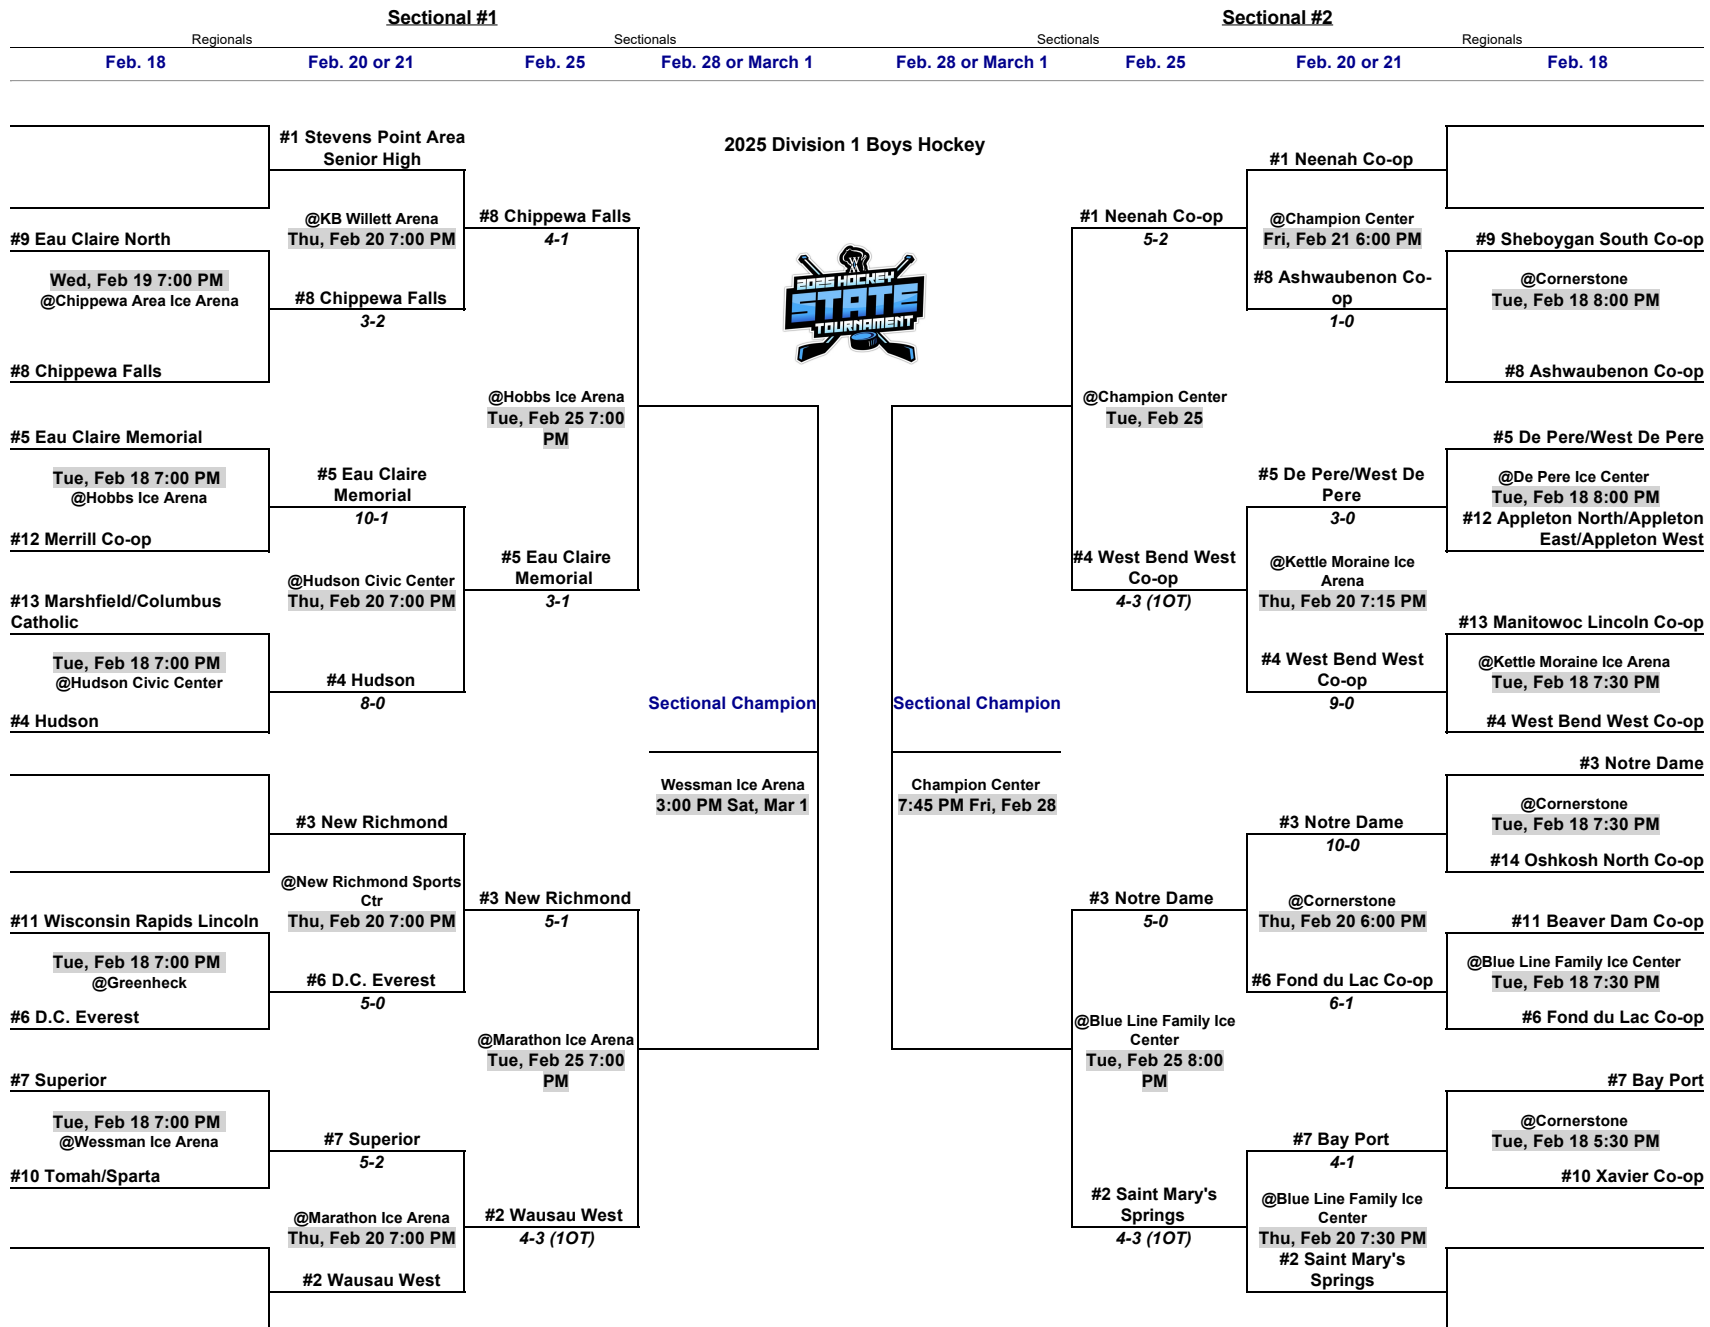 Sectional #1
Sectional #2
Regionals
Sectionals
Sectionals
Regionals
Feb. 18
Feb. 20 or 21
Feb. 25
Feb. 28 or March 1
Feb. 28 or March 1
Feb. 25
Feb. 20 or 21
Feb. 18
2025 Division 1 Boys Hockey
2025 HOCKEY
STATE
TOURNAMENT
#9 Eau Claire North
Wed, Feb 19 7:00 PM
@Chippewa Area Ice Arena
#8 Chippewa Falls
#5 Eau Claire Memorial
Tue, Feb 18 7:00 PM
@Hobbs Ice Arena
#12 Merrill Co-op
#13 Marshfield/Columbus
Catholic
Tue, Feb 18 7:00 PM
@Hudson Civic Center
#4 Hudson
#11 Wisconsin Rapids Lincoln
Tue, Feb 18 7:00 PM
@Greenheck
#6 D.C. Everest
#7 Superior
Tue, Feb 18 7:00 PM
@Wessman Ice Arena
#10 Tomah/Sparta
#1 Stevens Point Area
Senior High
@KB Willett Arena
Thu, Feb 20 7:00 PM
#8 Chippewa Falls
3-2
#5 Eau Claire
Memorial
10-1
@Hudson Civic Center
Thu, Feb 20 7:00 PM
#4 Hudson
8-0
#3 New Richmond
@New Richmond Sports
Ctr
Thu, Feb 20 7:00 PM
#6 D.C. Everest
5-0
#7 Superior
5-2
@Marathon Ice Arena
Thu, Feb 20 7:00 PM
#2 Wausau West
#8 Chippewa Falls
4-1
@Hobbs Ice Arena
Tue, Feb 25 7:00
PM
#5 Eau Claire
Memorial
3-1
#3 New Richmond
5-1
@Marathon Ice Arena
Tue, Feb 25 7:00
PM
#2 Wausau West
4-3 (1OT)
Sectional Champion
Wessman Ice Arena
3:00 PM Sat, Mar 1
Sectional Champion
Champion Center
7:45 PM Fri, Feb 28
#1 Neenah Co-op
5-2
@Champion Center
Tue, Feb 25
#4 West Bend West
Co-op
4-3 (1OT)
#3 Notre Dame
5-0
@Blue Line Family Ice
Center
Tue, Feb 25 8:00
PM
#2 Saint Mary's
Springs
4-3 (1OT)
#1 Neenah Co-op
@Champion Center
Fri, Feb 21 6:00 PM
#8 Ashwaubenon Co-
op
1-0
#5 De Pere/West De
Pere
3-0
@Kettle Moraine Ice
Arena
Thu, Feb 20 7:15 PM
#4 West Bend West
Co-op
9-0
#3 Notre Dame
10-0
@Cornerstone
Thu, Feb 20 6:00 PM
#6 Fond du Lac Co-op
6-1
#7 Bay Port
4-1
@Blue Line Family Ice
Center
Thu, Feb 20 7:30 PM
#2 Saint Mary's
Springs
#9 Sheboygan South Co-op
@Cornerstone
Tue, Feb 18 8:00 PM
#8 Ashwaubenon Co-op
#5 De Pere/West De Pere
@De Pere Ice Center
Tue, Feb 18 8:00 PM
#12 Appleton North/Appleton
East/Appleton West
#13 Manitowoc Lincoln Co-op
@Kettle Moraine Ice Arena
Tue, Feb 18 7:30 PM
#4 West Bend West Co-op
#3 Notre Dame
@Cornerstone
Tue, Feb 18 7:30 PM
#14 Oshkosh North Co-op
#11 Beaver Dam Co-op
@Blue Line Family Ice Center
Tue, Feb 18 7:30 PM
#6 Fond du Lac Co-op
#7 Bay Port
@Cornerstone
Tue, Feb 18 5:30 PM
#10 Xavier Co-op